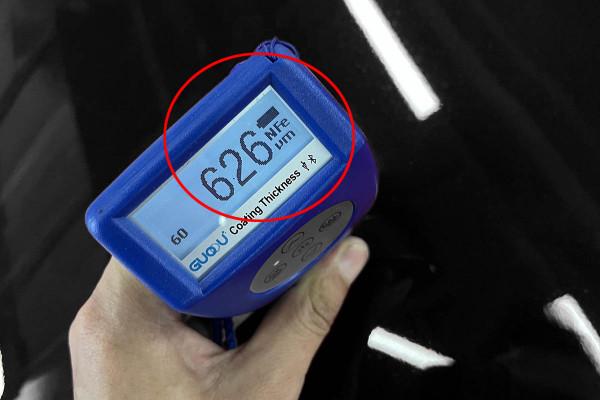 NFe
626 μm
60
GUOOU Coating Thickness